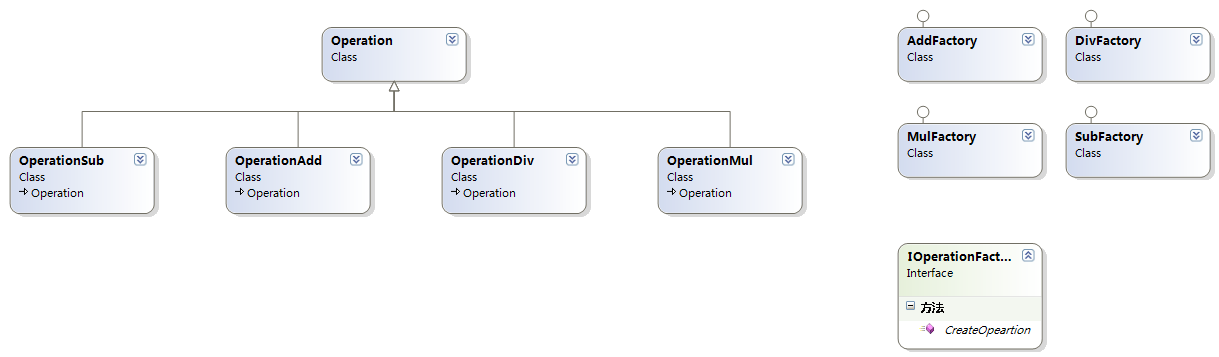 Operation
Class
OperationSub
Class
Operation
OperationAdd
Class
Operation
OperationDiv
Class
Operation
OperationMul
Class
Operation
AddFactory
Class
DivFactory
Class
MulFactory
Class
SubFactory
Class
IOperationFact...
Interface
方法
CreateOpeartion